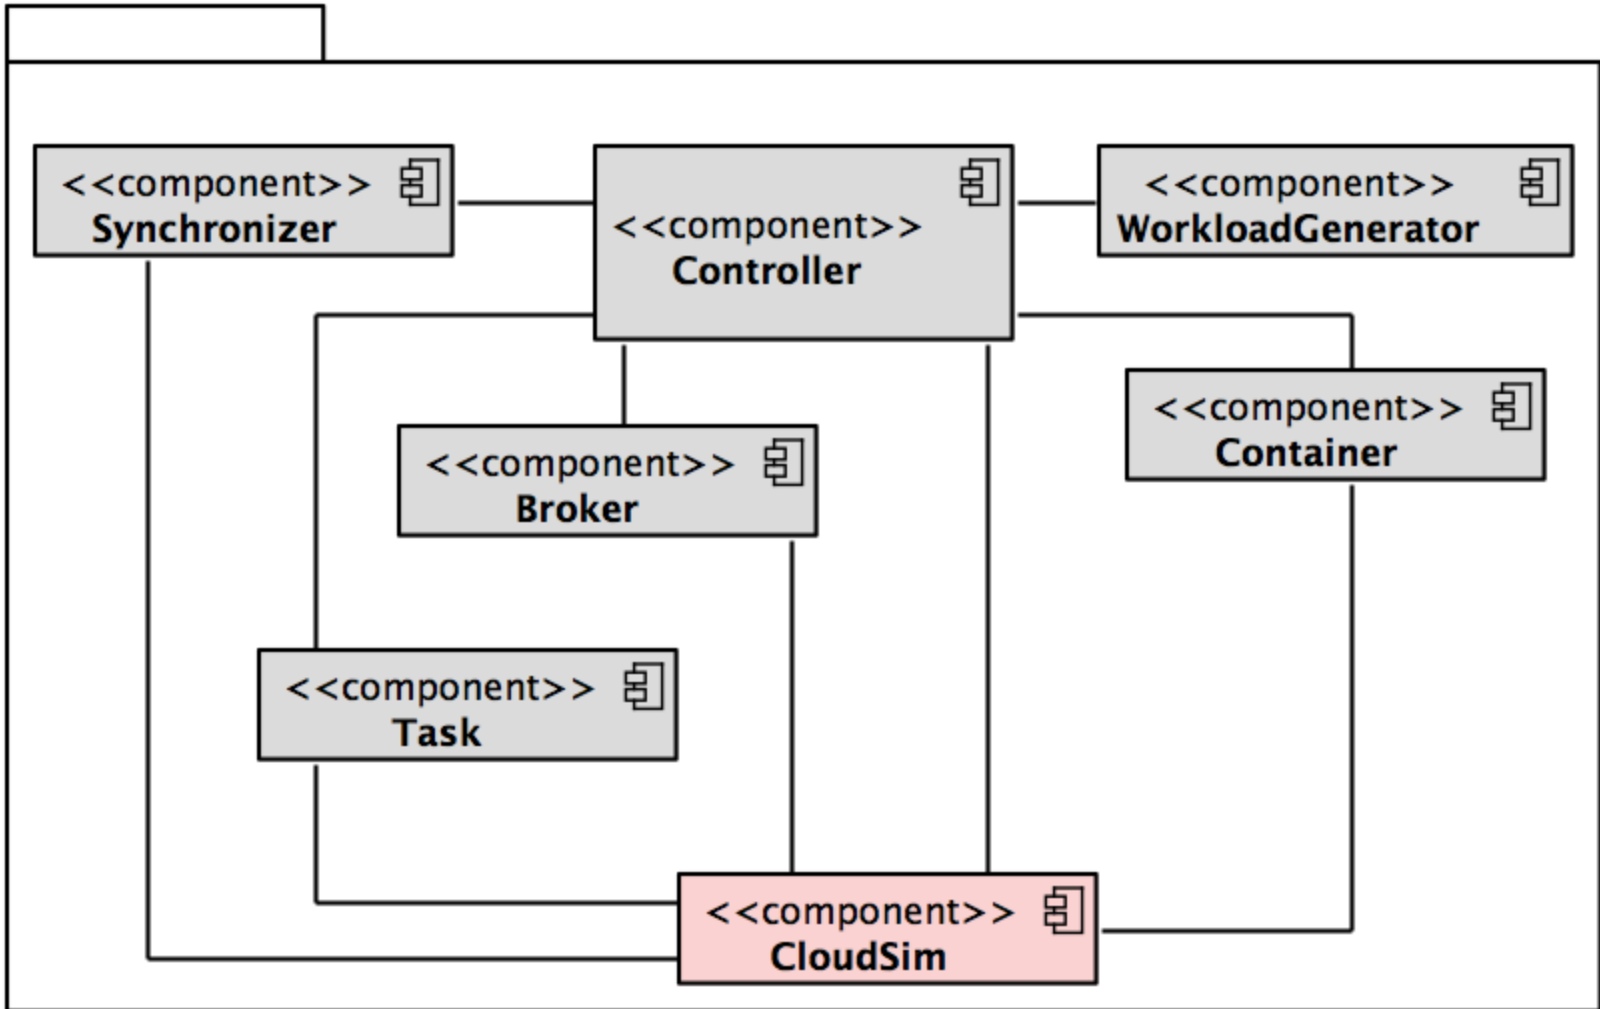 <<component>>
Synchronizer
<<component>>
Controller
<<component>>
WorkloadGenerator
<<component>>
Container
<<component>>
Broker
<<component>>
Task
<<component>>
CloudSim